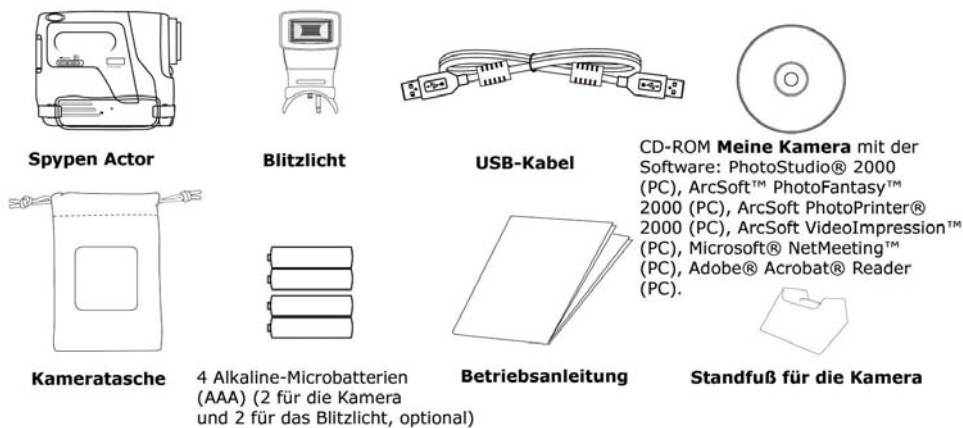 Spypen Actor
Blitzlicht
USB-Kabel
CD-ROM Meine Kamera mit der
Software: PhotoStudio® 2000
(PC), ArcSoft™ PhotoFantasy™
2000 (PC), ArcSoft PhotoPrinter®
2000 (PC), ArcSoft VideoImpression™
(PC), Microsoft® NetMeeting™
(PC), Adobe® Acrobat® Reader
(PC).
Kameratasche
4 Alkaline-Microbatterien
(AAA) (2 für die Kamera
und 2 für das Blitzlicht, optional)
Betriebsanleitung
Standfuß für die Kamera